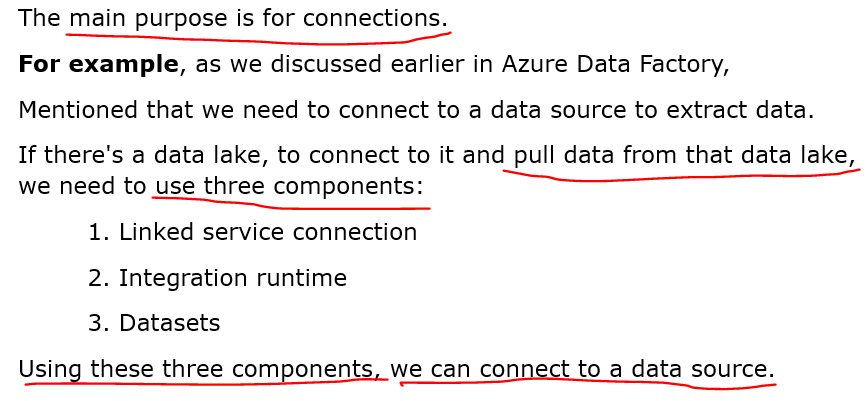 The main purpose is for connections.
For example, as we discussed earlier in Azure Data Factory,
Mentioned that we need to connect to a data source to extract data.
If there's a data lake, to connect to it and pull data from that data lake,
we need to use three components:
1. Linked service connection
2. Integration runtime
3. Datasets
Using these three components, we can connect to a data source.